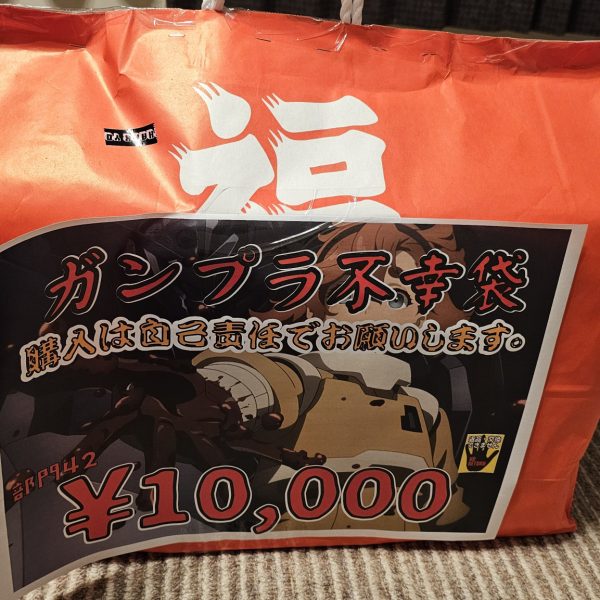 福
ガンプラ不幸袋
購入は自己責任でお願いします。
部門942
¥10,000